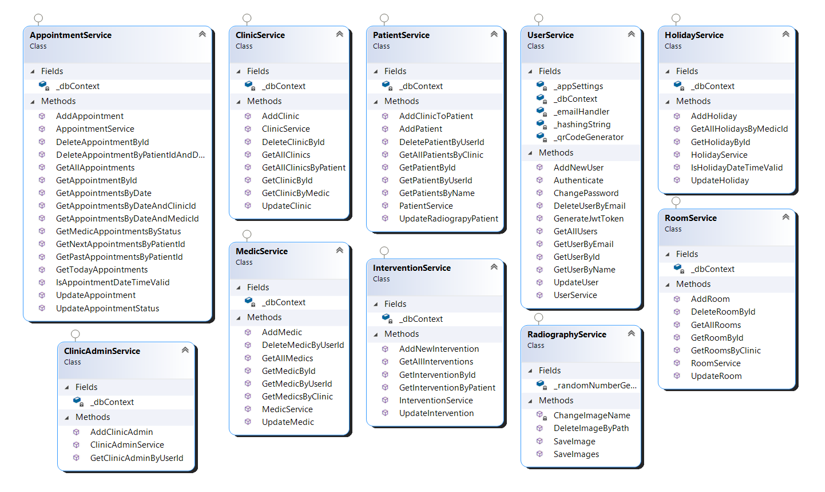 AppointmentService
Class
Fields
_dbContext
Methods
AddAppointment
AppointmentService
DeleteAppointmentById
DeleteAppointmentByPatientIdAndD...
GetAllAppointments
GetAppointmentById
GetAppointmentsByDate
GetAppointmentsByDateAndClinicId
GetAppointmentsByDateAndMedicId
GetMedicAppointmentsByStatus
GetNextAppointmentsByPatientId
GetPastAppointmentsByPatientId
GetTodayAppointments
IsAppointmentDateTimeValid
UpdateAppointment
UpdateAppointmentStatus
ClinicAdminService
Class
Fields
_dbContext
Methods
AddClinicAdmin
ClinicAdminService
GetClinicAdminByUserId
ClinicService
Class
Fields
_dbContext
Methods
AddClinic
ClinicService
DeleteClinicById
GetAllClinics
GetAllClinicsByPatient
GetClinicById
GetClinicByMedic
UpdateClinic
MedicService
Class
Fields
_dbContext
Methods
AddMedic
DeleteMedicByUserId
GetAllMedics
GetMedicById
GetMedicByUserId
GetMedicsByClinic
MedicService
UpdateMedic
PatientService
Class
Fields
_dbContext
Methods
AddClinicToPatient
AddPatient
DeletePatientByUserId
GetAllPatientsByClinic
GetPatientById
GetPatientByUserId
GetPatientsByName
PatientService
UpdateRadiograpyPatient
InterventionService
Class
Fields
_dbContext
Methods
AddNewIntervention
GetAllInterventions
GetInterventionById
GetInterventionByPatient
InterventionService
UpdateIntervention
UserService
Class
Fields
_appSettings
_dbContext
_emailHandler
_hashingString
_qrCodeGenerator
Methods
AddNewUser
Authenticate
ChangePassword
DeleteUserByEmail
GenerateJwtToken
GetAllUsers
GetUserByEmail
GetUserById
GetUserByName
UpdateUser
UserService
RadiographyService
Class
Fields
_randomNumberGe...
Methods
ChangeImageName
DeleteImageByPath
SaveImage
SaveImages
HolidayService
Class
Fields
_dbContext
Methods
AddHoliday
GetAllHolidaysByMedicId
GetHolidayById
HolidayService
IsHolidayDateTimeValid
UpdateHoliday
RoomService
Class
Fields
_dbContext
Methods
AddRoom
DeleteRoomById
GetAllRooms
GetRoomById
GetRoomsByClinic
RoomService
UpdateRoom